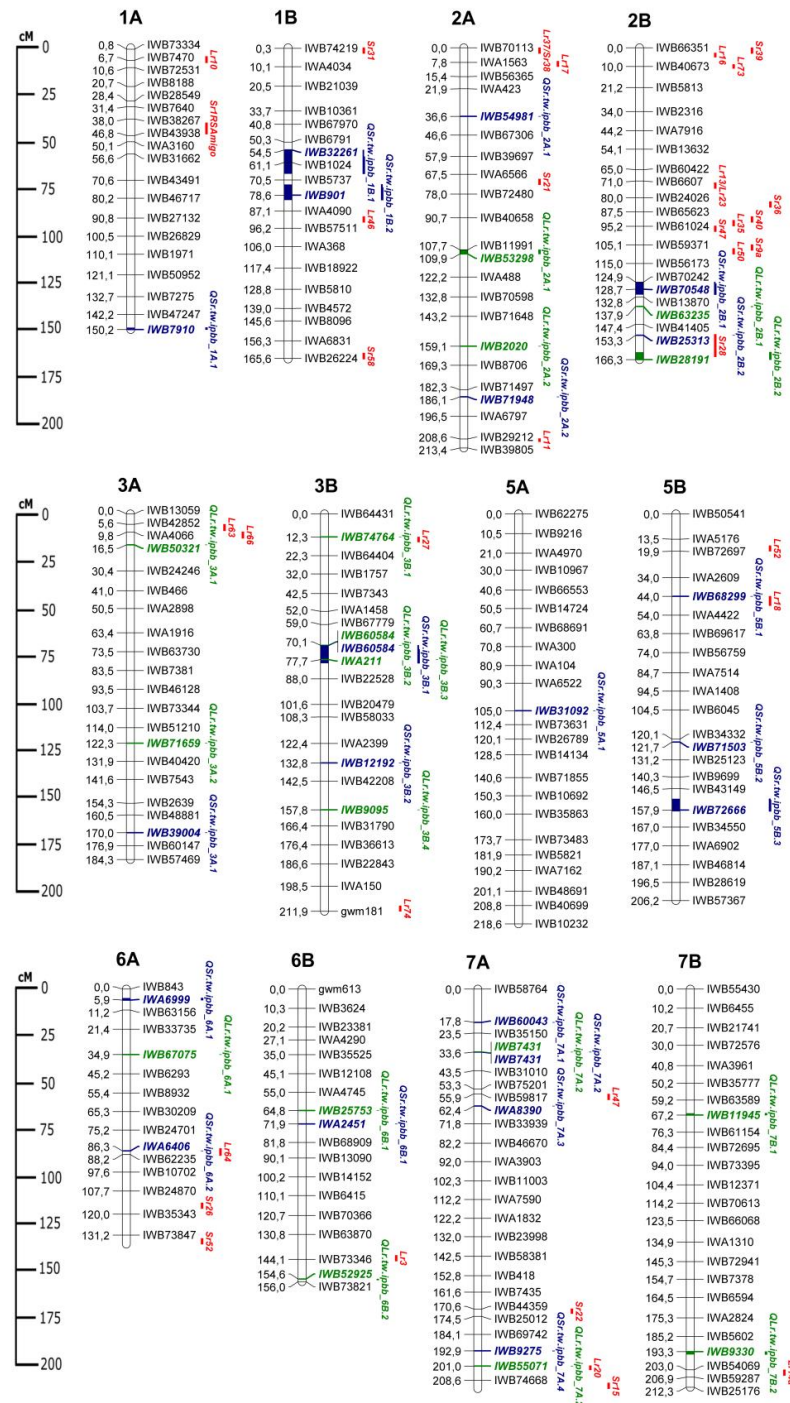 1A
1B
2A
2B
cM
0
25
50
75
100
125
150
175
200
0,8 IWB73334
6,7 IWB7470
10,6 IWB72531
20,7 IWB8188
28,4 IWB28549
31,4 IWB7640
38,0 IWB38267
46,8 IWB43938
50,1 IWA3160
56,6 IWB31662
70,6 IWB43491
80,2 IWB46717
90,8 IWB27132
100,5 IWB26829
110,1 IWB1971
121,1 IWB50952
132,7 IWB7275
142,2 IWB47247
150,2 IWB7910
Lr10
Sr1RSAmigo
QSr.tw.ipbb_1A.1
0,3 IWB74219
10,1 IWA4034
20,5 IWB21039
33,7 IWB10361
40,8 IWB67970
50,3 IWB6791
54,5 IWB32261
61,1 IWB1024
70,5 IWB5737
78,6 IWB901
87,1 IWA4090
96,2 IWB57511
106,0 IWA368
117,4 IWB18922
128,8 IWB5810
139,0 IWB4572
145,6 IWB8096
156,3 IWA6831
165,6 IWB26224
Sr31
QSr.tw.ipbb_1B.1
QSr.tw.ipbb_1B.2
Lr46
Sr58
0,0 IWB70113
7,8 IWA1563
15,4 IWB56365
21,9 IWA423
36,6 IWB54981
46,6 IWB67306
57,9 IWB39697
67,5 IWA6566
78,0 IWB72480
90,7 IWB40658
107,7 IWB11991
109,9 IWB53298
122,2 IWA488
132,8 IWB70598
143,2 IWB71648
159,1 IWB2020
169,3 IWB8706
182,3 IWB71497
186,1 IWB71948
196,5 IWA6797
208,6 IWB29212
213,4 IWB39805
Lr37/Sr38
Lr17
QSr.tw.ipbb_2A.1
Sr21
QLr.tw.ipbb_2A.1
QLr.tw.ipbb_2A.2
QSr.tw.ipbb_2A.2
Lr11
0,0 IWB66351
10,0 IWB40673
21,2 IWB5813
34,0 IWB2316
44,2 IWA7916
54,1 IWB13632
65,0 IWB60422
71,0 IWB6607
80,0 IWB24026
87,5 IWB65623
95,2 IWB61024
105,1 IWB59371
115,0 IWB56173
124,9 IWB70242
128,7 IWB70548
132,8 IWB13870
137,9 IWB63235
147,4 IWB41405
153,3 IWB25313
166,3 IWB28191
Lr16
Lr73
Sr39
Lr13/Lr23
Sr36
Sr47
Lr35
Sr40
Lr50
Sr9a
QSr.tw.ipbb_2B.1
QLr.tw.ipbb_2B.1
Sr28
QSr.tw.ipbb_2B.2
QLr.tw.ipbb_2B.2
3A
3B
5A
5B
cM
0
25
50
75
100
125
150
175
200
0,0 IWB13059
5,6 IWB42852
9,8 IWA4066
16,5 IWB50321
30,4 IWB24246
41,0 IWB466
50,5 IWA2898
63,4 IWA1916
73,5 IWB63730
83,5 IWB7381
93,5 IWB46128
103,7 IWB73344
114,0 IWB51210
122,3 IWB71659
131,9 IWB40420
141,6 IWB7543
154,3 IWB2639
160,5 IWB48881
170,0 IWB39004
176,9 IWB60147
184,3 IWB57469
Lr63
Lr66
QLr.tw.ipbb_3A.1
QLr.tw.ipbb_3A.2
QSr.tw.ipbb_3A.1
0,0 IWB64431
12,3 IWB74764
22,3 IWB64404
32,0 IWB1757
42,5 IWB7343
52,0 IWA1458
59,0 IWB67779
IWB60584
70,1 IWB60584
77,7 IWA211
88,0 IWB22528
101,6 IWB20479
108,3 IWB58033
122,4 IWA2399
132,8 IWB12192
142,5 IWB42208
157,8 IWB9095
166,4 IWB31790
176,4 IWB36613
186,6 IWB22843
198,5 IWA150
211,9 gwm181
QLr.tw.ipbb_3B.1
Lr27
QLr.tw.ipbb_3B.2
QSr.tw.ipbb_3B.1
QLr.tw.ipbb_3B.3
QSr.tw.ipbb_3B.2
QLr.tw.ipbb_3B.4
Lr74
0,0 IWB62275
10,5 IWB9216
21,0 IWA4970
30,0 IWB10967
40,6 IWB66553
50,5 IWB14724
60,7 IWB68691
70,8 IWA300
80,9 IWA104
90,3 IWA6522
105,0 IWB31092
112,4 IWB73631
120,1 IWB26789
128,5 IWB14134
140,6 IWB71855
150,3 IWB10692
160,0 IWB35863
173,7 IWB73483
181,9 IWB5821
190,2 IWA7162
201,1 IWB48691
208,8 IWB40699
218,6 IWB10232
QSr.tw.ipbb_5A.1
0,0 IWB50541
13,5 IWA5176
19,9 IWB72697
34,0 IWA2609
44,0 IWB68299
54,0 IWA4422
63,8 IWB69617
74,0 IWB56759
84,7 IWA7514
94,5 IWA1408
104,5 IWB6045
120,1 IWB34332
121,7 IWB71503
131,2 IWB25123
140,3 IWB9699
146,5 IWB43149
157,9 IWB72666
167,0 IWB34550
177,0 IWA6902
187,1 IWB46814
196,5 IWB28619
206,2 IWB57367
Lr52
QSr.tw.ipbb_5B.1
Lr18
QSr.tw.ipbb_5B.2
QSr.tw.ipbb_5B.3
6A
6B
7A
7B
cM
0
25
50
75
100
125
150
175
200
0,0 IWB843
5,9 IWA6999
11,2 IWB63156
21,4 IWB33735
34,9 IWB67075
45,2 IWB6293
55,4 IWB8932
65,3 IWB30209
75,8 IWB24701
86,3 IWA6406
88,2 IWB62235
97,6 IWB10702
107,7 IWB24870
120,0 IWB35343
131,2 IWB73847
QSr.tw.ipbb_6A.1
QLr.tw.ipbb_6A.1
QSr.tw.ipbb_6A.2
Lr64
Sr26
Sr52
0,0 gwm613
10,3 IWB3624
20,2 IWB23381
27,1 IWA4290
35,0 IWB35525
45,1 IWB12108
55,0 IWA4745
64,8 IWB25753
71,9 IWA2451
81,8 IWB68909
90,1 IWB13090
100,2 IWB14152
110,1 IWB6415
120,7 IWB70366
130,8 IWB63870
144,1 IWB73346
154,6 IWB52925
156,0 IWB73821
QLr.tw.ipbb_6B.1
QSr.tw.ipbb_6B.1
Lr3
QLr.tw.ipbb_6B.2
0,0 IWB58764
17,8 IWB60043
23,5 IWB35150
IWB7431
33,6 IWB7431
43,5 IWB31010
53,3 IWB75201
55,9 IWB59817
62,4 IWA8390
71,8 IWB33939
82,2 IWB46670
92,0 IWA3903
102,3 IWB11003
112,2 IWA7590
122,2 IWA1832
132,0 IWB23998
142,5 IWB58381
152,8 IWB418
161,6 IWB7435
170,6 IWB44359
174,5 IWB25012
184,1 IWB69742
192,9 IWB9275
201,0 IWB55071
208,6 IWB74668
QSr.tw.ipbb_7A.1
QLr.tw.ipbb_7A.2
QSr.tw.ipbb_7A.2
QSr.tw.ipbb_7A.3
Lr47
Sr22
QSr.tw.ipbb_7A.4
Lr20
Sr15
0,0 IWB55430
10,2 IWB6455
20,7 IWB21741
30,0 IWB72576
40,8 IWA3961
50,2 IWB35777
59,2 IWB63589
67,2 IWB11945
76,3 IWB61154
84,4 IWB72695
94,0 IWB73395
104,4 IWB12371
114,2 IWB70613
123,5 IWB66068
134,9 IWA1310
145,3 IWB72941
154,7 IWB7378
164,5 IWB6594
175,3 IWA2824
185,2 IWB5602
193,3 IWB9330
203,0 IWB54069
206,9 IWB59287
212,3 IWB25176
QLr.tw.ipbb_7B.1
QLr.tw.ipbb_7B.2